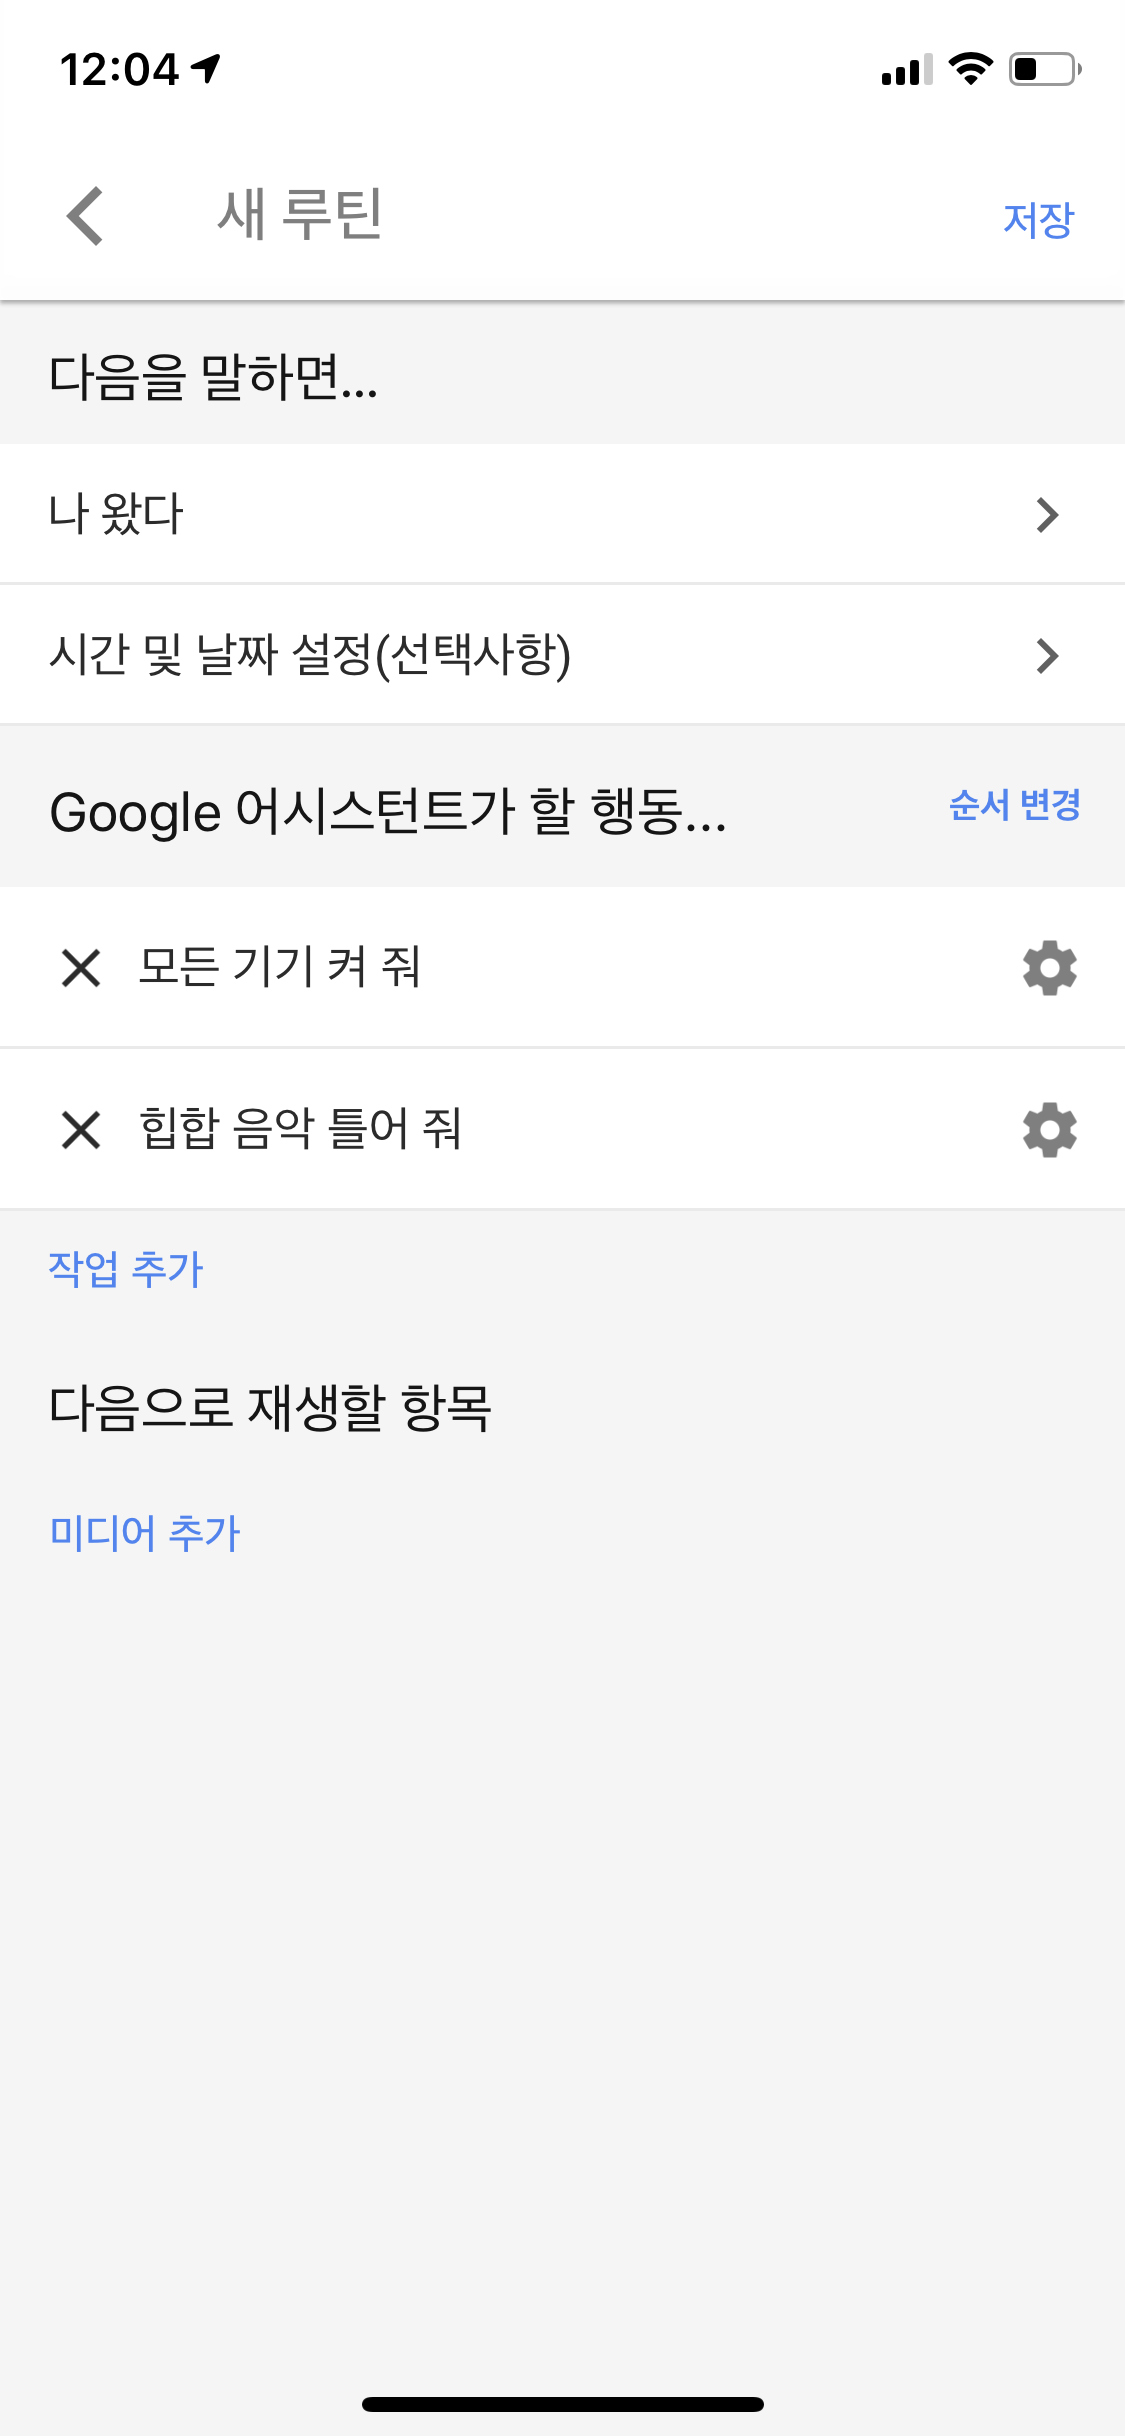 12:04
새 루틴
저장
다음을 말하면...
나 왔다
시간 및 날짜 설정(선택사항)
Google 어시스턴트가 할 행동...
순서 변경
모든 기기 켜 줘
힙합 음악 틀어 줘
작업 추가
다음으로 재생할 항목
미디어 추가